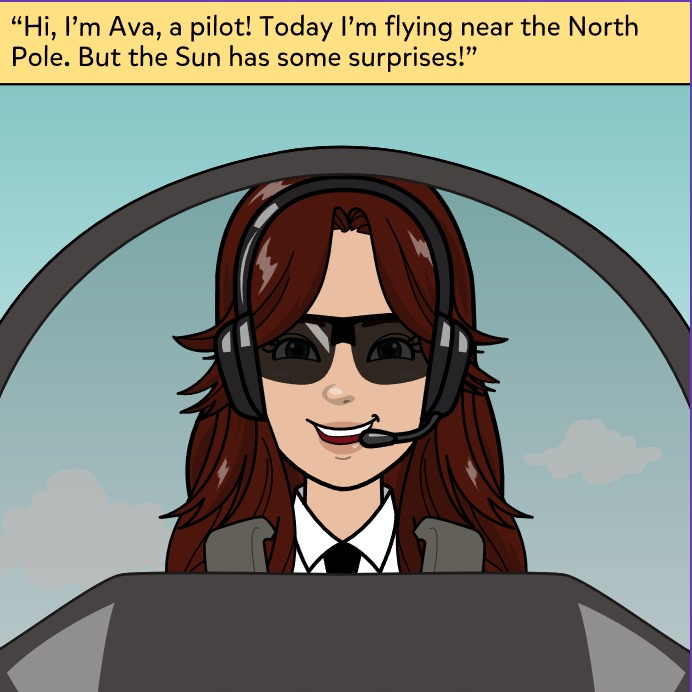 “Hi, I’m Ava, a pilot! Today I’m flying near the North
Pole. But the Sun has some surprises!”